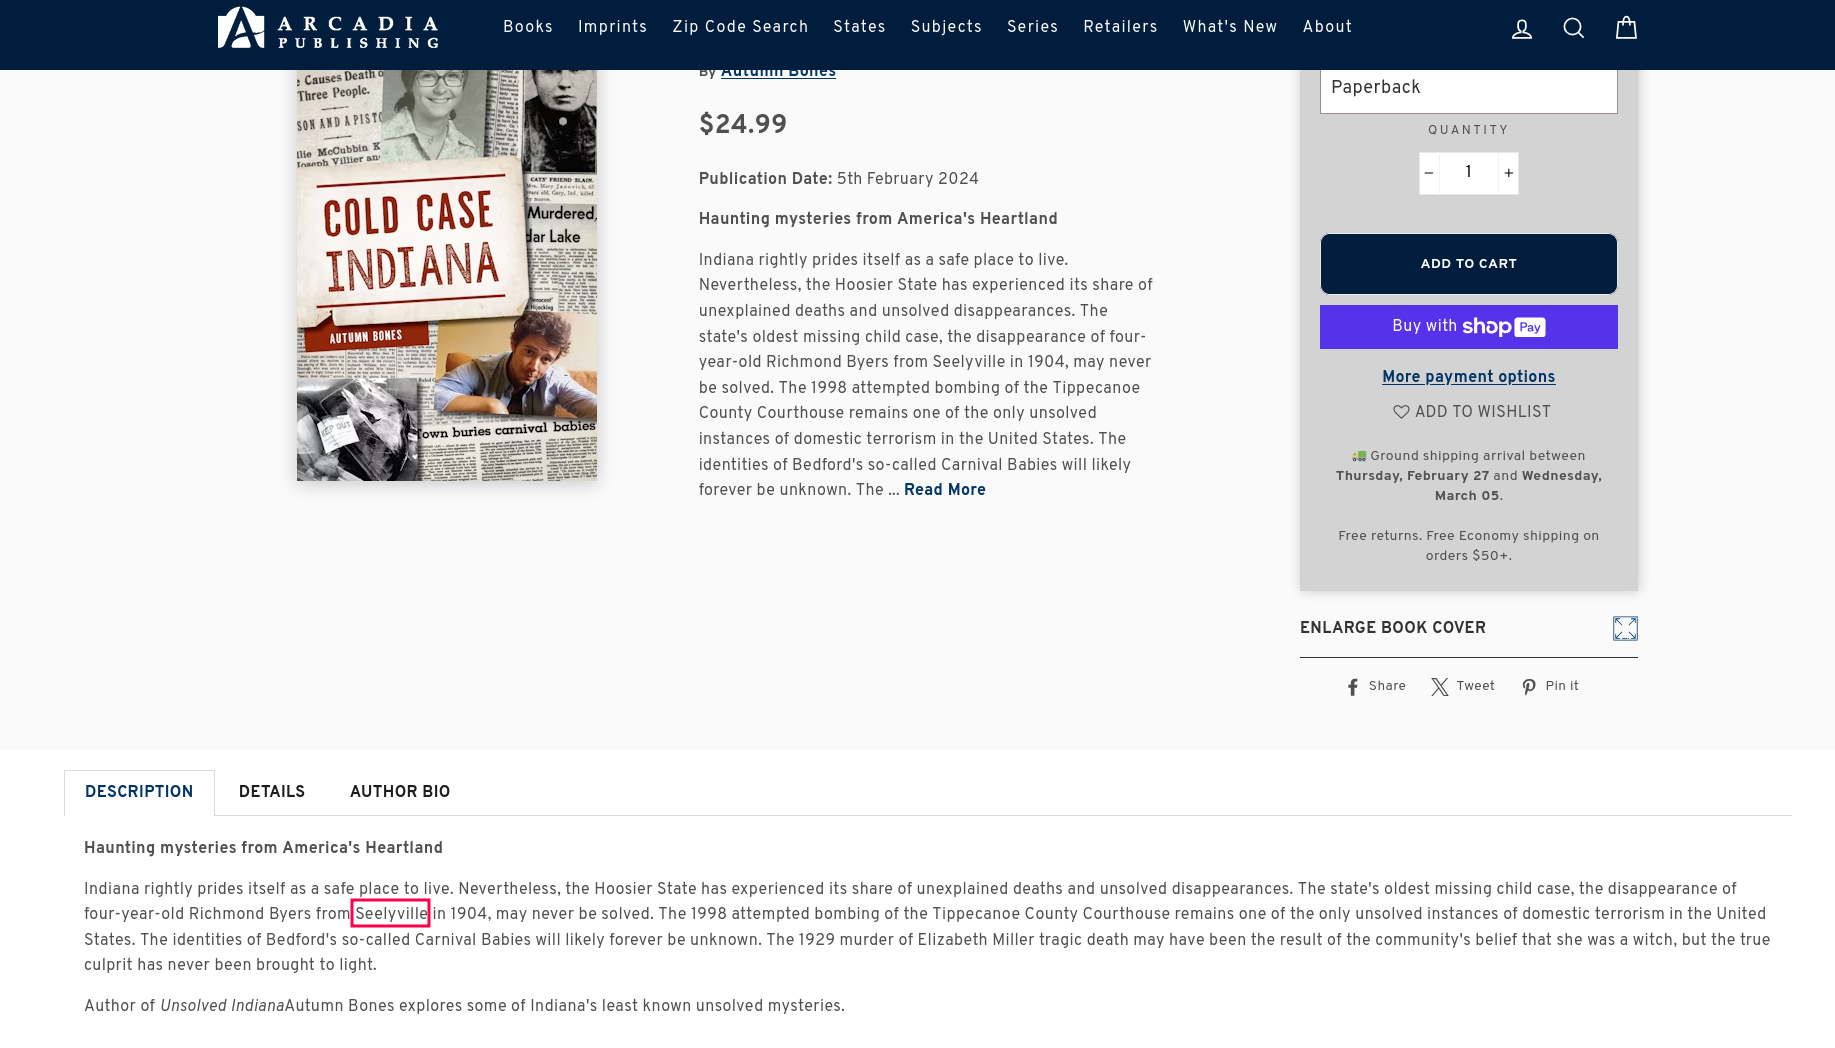 ARCADIA
PUBLISHING
Books Imprints Zip Code Search States Subjects Series Retailers What's New About
By Autumn Bones
$24.99
Publication Date: 5th February 2024
Haunting mysteries from America's Heartland
Indiana rightly prides itself as a safe place to live.
Nevertheless, the Hoosier State has experienced its share of
unexplained deaths and unsolved disappearances. The
state's oldest missing child case, the disappearance of four-
year-old Richmond Byers from Seelyville in 1904, may never
be solved. The 1998 attempted bombing of the Tippecanoe
County Courthouse remains one of the only unsolved
instances of domestic terrorism in the United States. The
identities of Bedford's so-called Carnival Babies will likely
forever be unknown. The ... Read More
Causes Death
Three People.
COLD CASE
INDIANA
AUTUMN BONES
CATS' FRIEND SLAIN.
Murdered,
dar Lake
KEEP OUT
own buries carnival babies
Paperback
QUANTITY
− 1 +
ADD TO CART
Buy with shop Pay
More payment options
ADD TO WISHLIST
Ground shipping arrival between
Thursday, February 27 and Wednesday,
March 05.
Free returns. Free Economy shipping on
orders $50+.
ENLARGE BOOK COVER
Share Tweet Pin it
DESCRIPTION DETAILS AUTHOR BIO
Haunting mysteries from America's Heartland
Indiana rightly prides itself as a safe place to live. Nevertheless, the Hoosier State has experienced its share of unexplained deaths and unsolved disappearances. The state's oldest missing child case, the disappearance of
four-year-old Richmond Byers from Seelyville in 1904, may never be solved. The 1998 attempted bombing of the Tippecanoe County Courthouse remains one of the only unsolved instances of domestic terrorism in the United
States. The identities of Bedford's so-called Carnival Babies will likely forever be unknown. The 1929 murder of Elizabeth Miller tragic death may have been the result of the community's belief that she was a witch, but the true
culprit has never been brought to light.
Author of Unsolved IndianaAutumn Bones explores some of Indiana's least known unsolved mysteries.